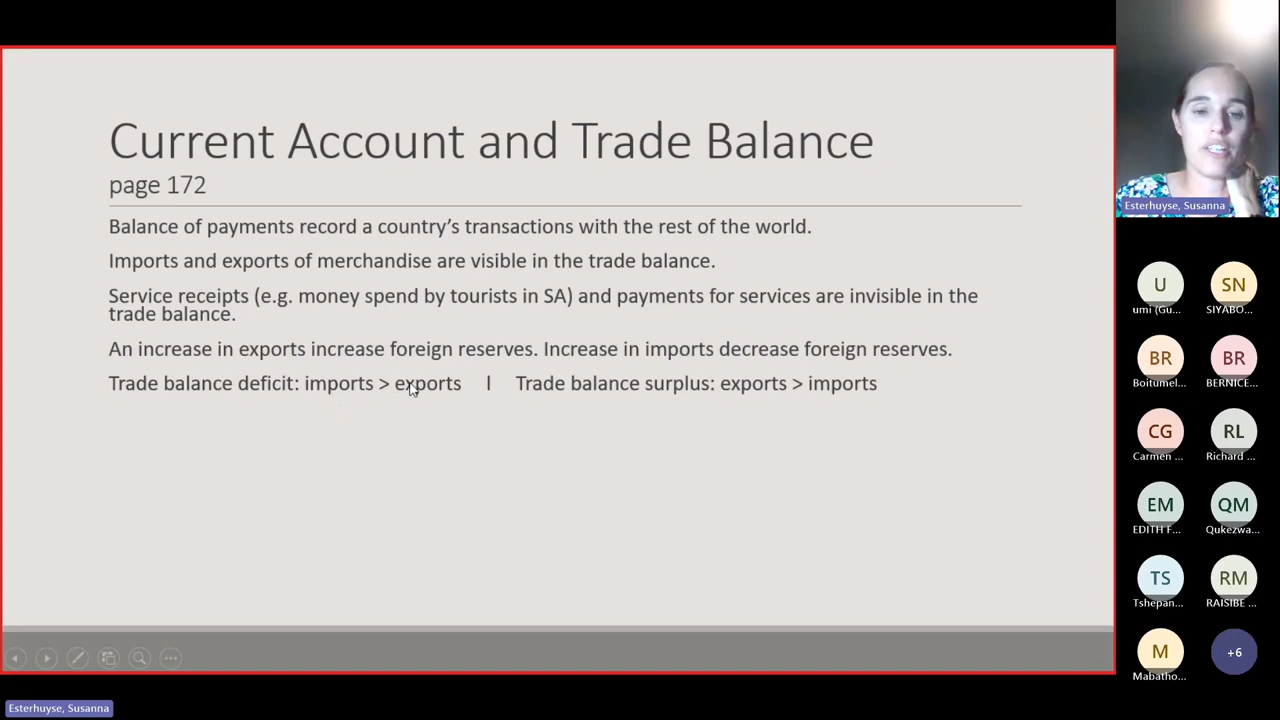 Current Account and Trade Balance
page 172
Balance of payments record a country's transactions with the rest of the world.
Imports and exports of merchandise are visible in the trade balance.
Service receipts (e.g. money spend by tourists in SA) and payments for services are invisible in the
trade balance.
An increase in exports increase foreign reserves. Increase in imports decrease foreign reserves.
Trade balance deficit: imports > exports | Trade balance surplus: exports > imports
Esterhuyse, Susanna
U SN
umi (Gu... SIYABO...
BR BR
Boitumel... BERNICE...
CG RL
Carmen ... Richard ...
EM QM
EDITH F... Qukezwa...
TS RM
Tshepan... RAISIBE ...
M +6
Mabatho...
Esterhuyse, Susanna